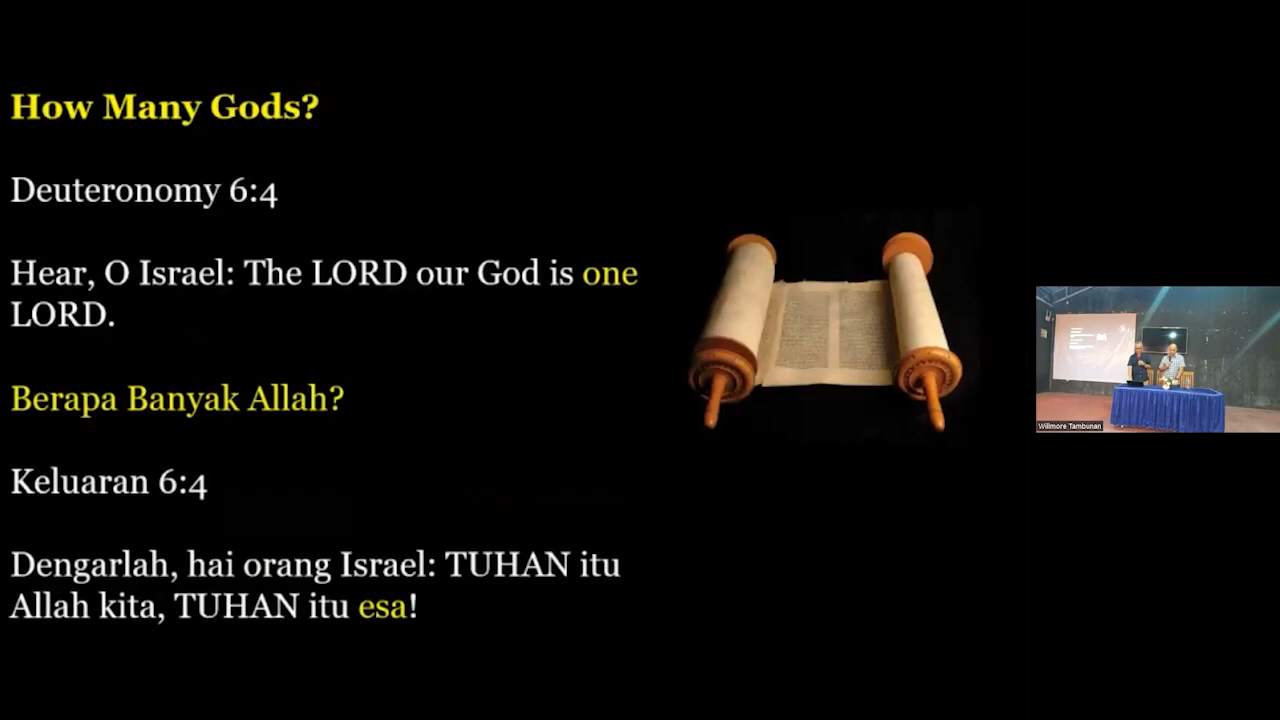 How Many Gods?
Deuteronomy 6:4
Hear, O Israel: The LORD our God is one
LORD.
Berapa Banyak Allah?
Keluaran 6:4
Dengarlah, hai orang Israel: TUHAN itu
Allah kita, TUHAN itu esa!
Willmore Tambunan